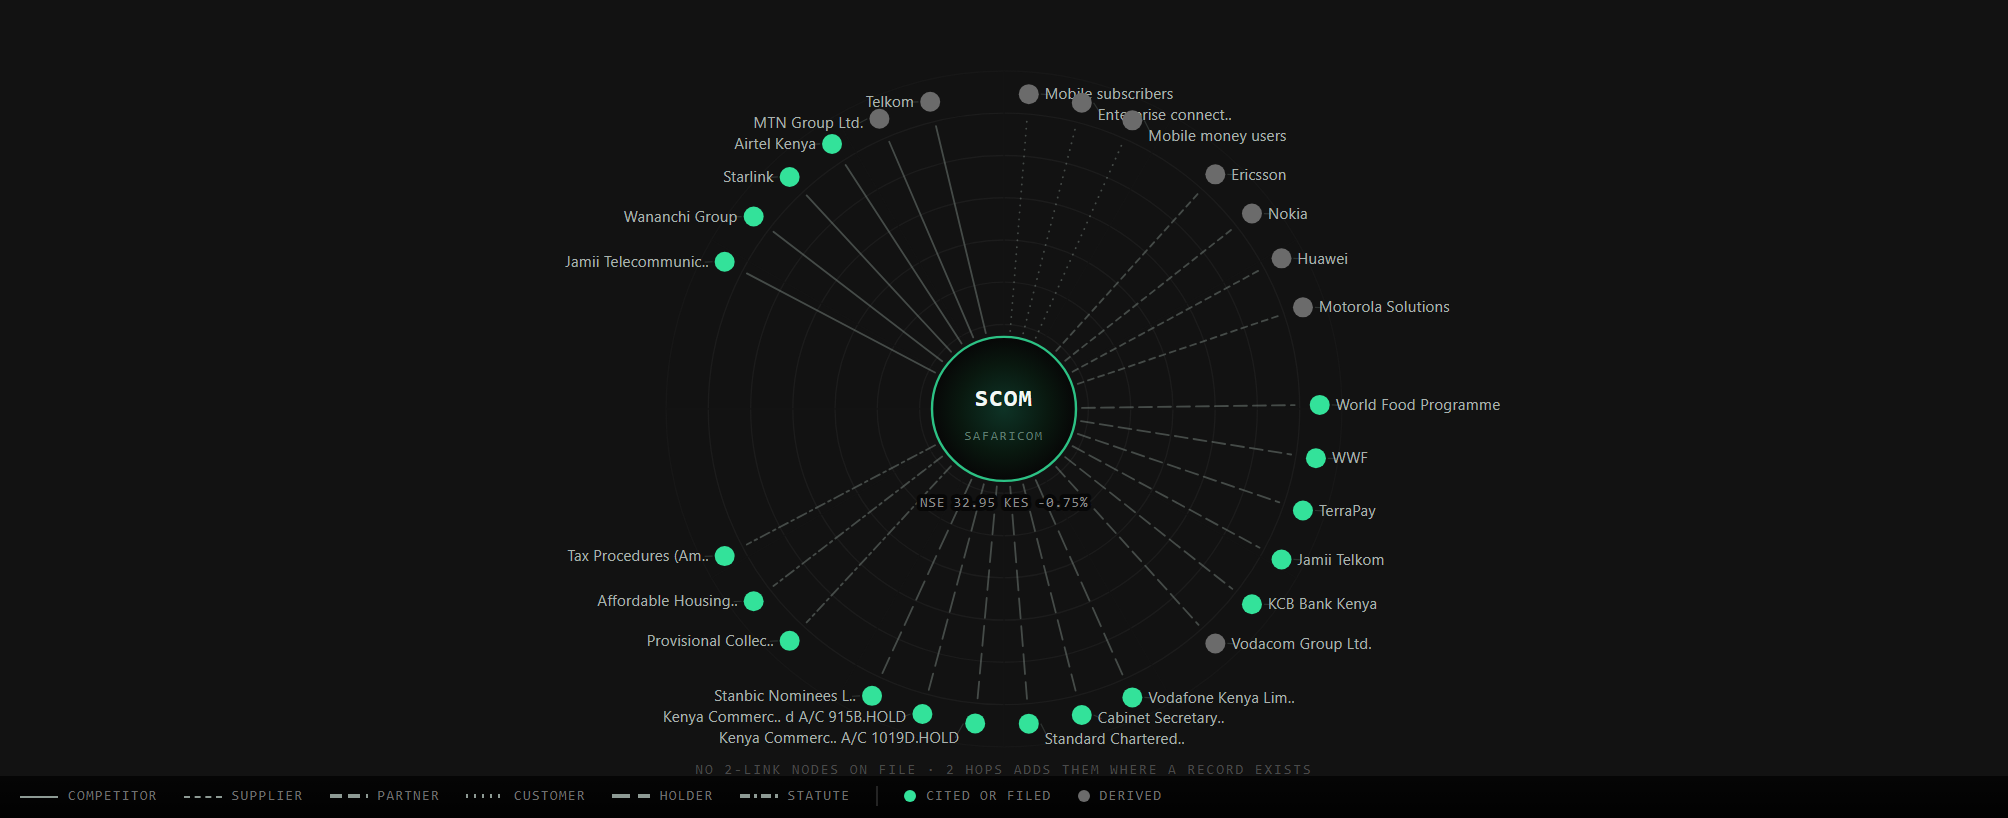 Telkom
Mobile subscribers
MTN Group Ltd.
Enterprise connect..
Airtel Kenya
Mobile money users
Starlink
Ericsson
Wananchi Group
Nokia
Jamii Telecommunic..
Huawei
Motorola Solutions
SCOM
SAFARICOM
World Food Programme
WWF
NSE 32.95 KES -0.75%
TerraPay
Tax Procedures (Am..
Jamii Telkom
Affordable Housing..
KCB Bank Kenya
Provisional Collec..
Vodacom Group Ltd.
Stanbic Nominees L..
Vodafone Kenya Lim..
Kenya Commerc.. d A/C 915B.HOLD
Cabinet Secretary..
Kenya Commerc.. A/C 1019D.HOLD
Standard Chartered..
NO 2-LINK NODES ON FILE · 2 HOPS ADDS THEM WHERE A RECORD EXISTS
COMPETITOR SUPPLIER PARTNER CUSTOMER HOLDER STATUTE CITED OR FILED DERIVED